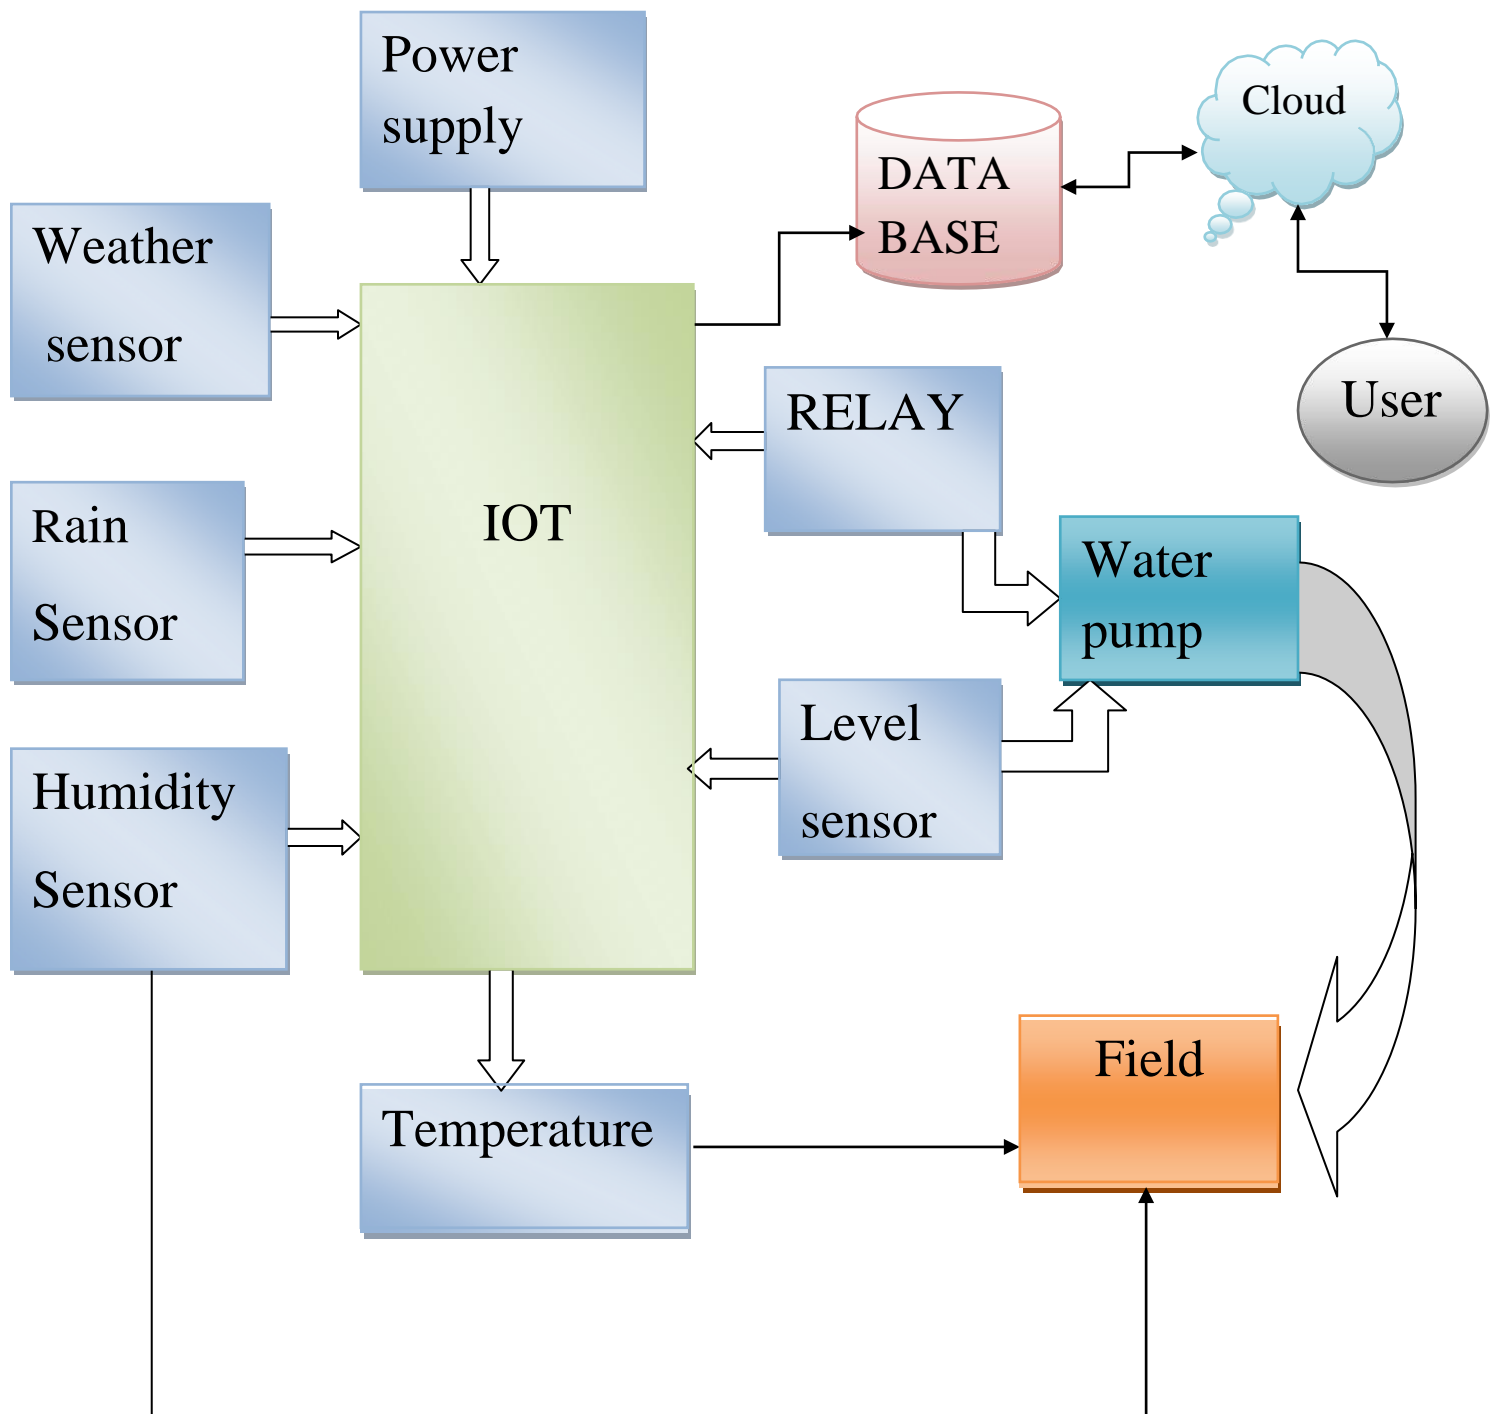 Power
supply
Cloud
DATA
BASE
Weather
sensor
RELAY
User
IOT
Rain
Sensor
Water
pump
Level
sensor
Humidity
Sensor
Field
Temperature